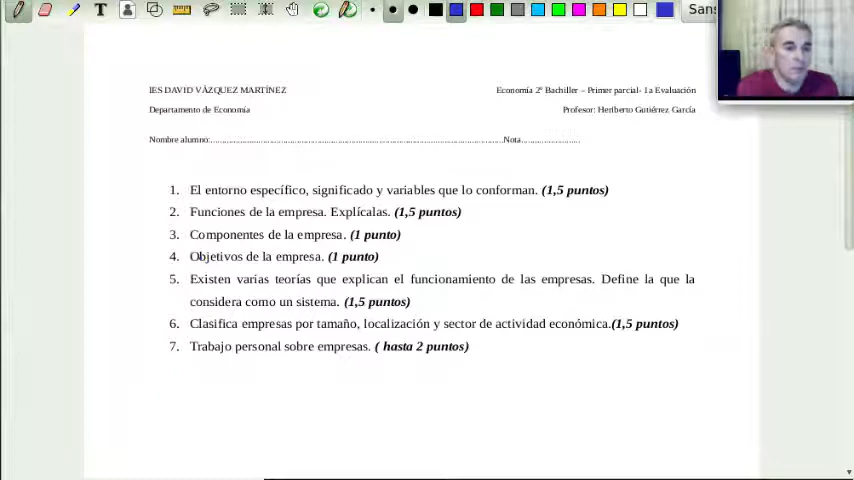 T
Sans
IES DAVID VÁZQUEZ MARTÍNEZ
Economía 2º Bachiller – Primer parcial- 1a Evaluación
Departamento de Economía
Profesor: Heriberto Gutiérrez García
Nombre alumno:..........................................................................................................Nota.....................
1. El entorno específico, significado y variables que lo conforman. (1,5 puntos)
2. Funciones de la empresa. Explícalas. (1,5 puntos)
3. Componentes de la empresa. (1 punto)
4. Objetivos de la empresa. (1 punto)
5. Existen varias teorías que explican el funcionamiento de las empresas. Define la que la
considera como un sistema. (1,5 puntos)
6. Clasifica empresas por tamaño, localización y sector de actividad económica.(1,5 puntos)
7. Trabajo personal sobre empresas. ( hasta 2 puntos)